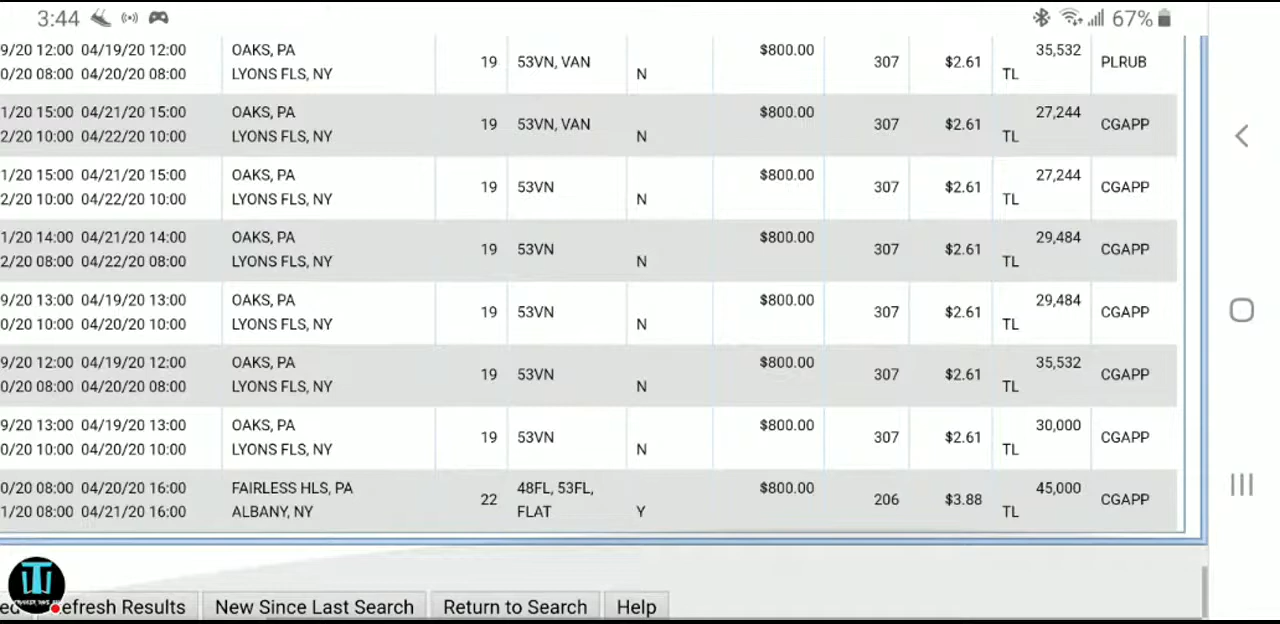 3:44 67%
9/20 12:00 04/19/20 12:00 OAKS, PA 19 53VN, VAN $800.00 307 $2.61 35,532 PLRUB
0/20 08:00 04/20/20 08:00 LYONS FLS, NY N TL
1/20 15:00 04/21/20 15:00 OAKS, PA 19 53VN, VAN $800.00 307 $2.61 27,244 CGAPP
2/20 10:00 04/22/20 10:00 LYONS FLS, NY N TL
1/20 15:00 04/21/20 15:00 OAKS, PA 19 53VN $800.00 307 $2.61 27,244 CGAPP
2/20 10:00 04/22/20 10:00 LYONS FLS, NY N TL
1/20 14:00 04/21/20 14:00 OAKS, PA 19 53VN $800.00 307 $2.61 29,484 CGAPP
2/20 08:00 04/22/20 08:00 LYONS FLS, NY N TL
9/20 13:00 04/19/20 13:00 OAKS, PA 19 53VN $800.00 307 $2.61 29,484 CGAPP
0/20 10:00 04/20/20 10:00 LYONS FLS, NY N TL
9/20 12:00 04/19/20 12:00 OAKS, PA 19 53VN $800.00 307 $2.61 35,532 CGAPP
0/20 08:00 04/20/20 08:00 LYONS FLS, NY N TL
9/20 13:00 04/19/20 13:00 OAKS, PA 19 53VN $800.00 307 $2.61 30,000 CGAPP
0/20 10:00 04/20/20 10:00 LYONS FLS, NY N TL
0/20 08:00 04/20/20 16:00 FAIRLESS HLS, PA 22 48FL, 53FL, $800.00 206 $3.88 45,000 CGAPP
1/20 08:00 04/21/20 16:00 ALBANY, NY FLAT Y TL
efresh Results New Since Last Search Return to Search Help